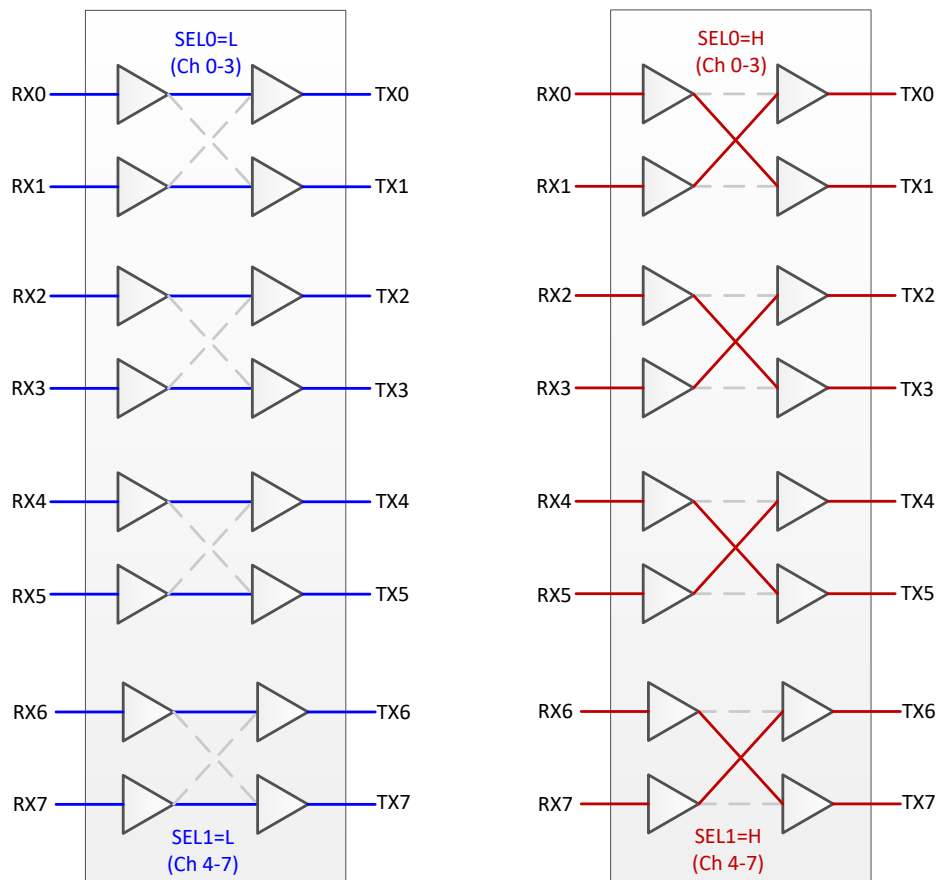 SEL0=L
(Ch 0-3)
RX0
TX0
RX1
TX1
RX2
TX2
RX3
TX3
RX4
TX4
RX5
TX5
RX6
TX6
RX7
TX7
SEL1=L
(Ch 4-7)
SEL0=H
(Ch 0-3)
RX0
TX0
RX1
TX1
RX2
TX2
RX3
TX3
RX4
TX4
RX5
TX5
RX6
TX6
RX7
TX7
SEL1=H
(Ch 4-7)